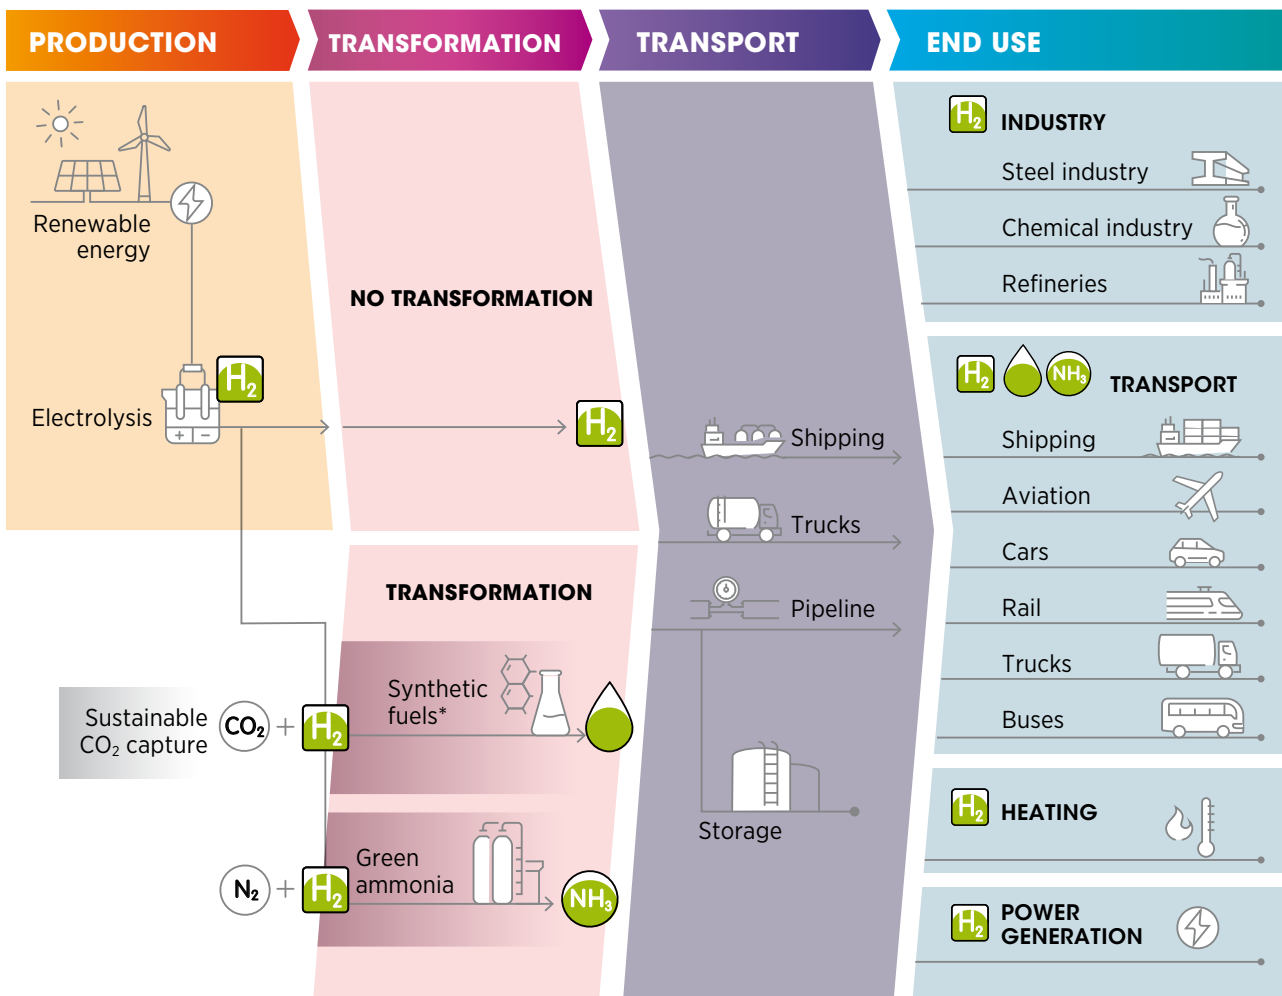 PRODUCTION
TRANSFORMATION
TRANSPORT
END USE
Renewable
energy
Electrolysis
H2
+ −
NO TRANSFORMATION
H2
TRANSFORMATION
Sustainable
CO2 capture
CO2 + H2
Synthetic
fuels*
N2 + H2
Green
ammonia
NH3
Shipping
Trucks
Pipeline
Storage
H2 INDUSTRY
Steel industry
Chemical industry
Refineries
H2 NH3 TRANSPORT
Shipping
Aviation
Cars
Rail
Trucks
Buses
H2 HEATING
H2 POWER
GENERATION